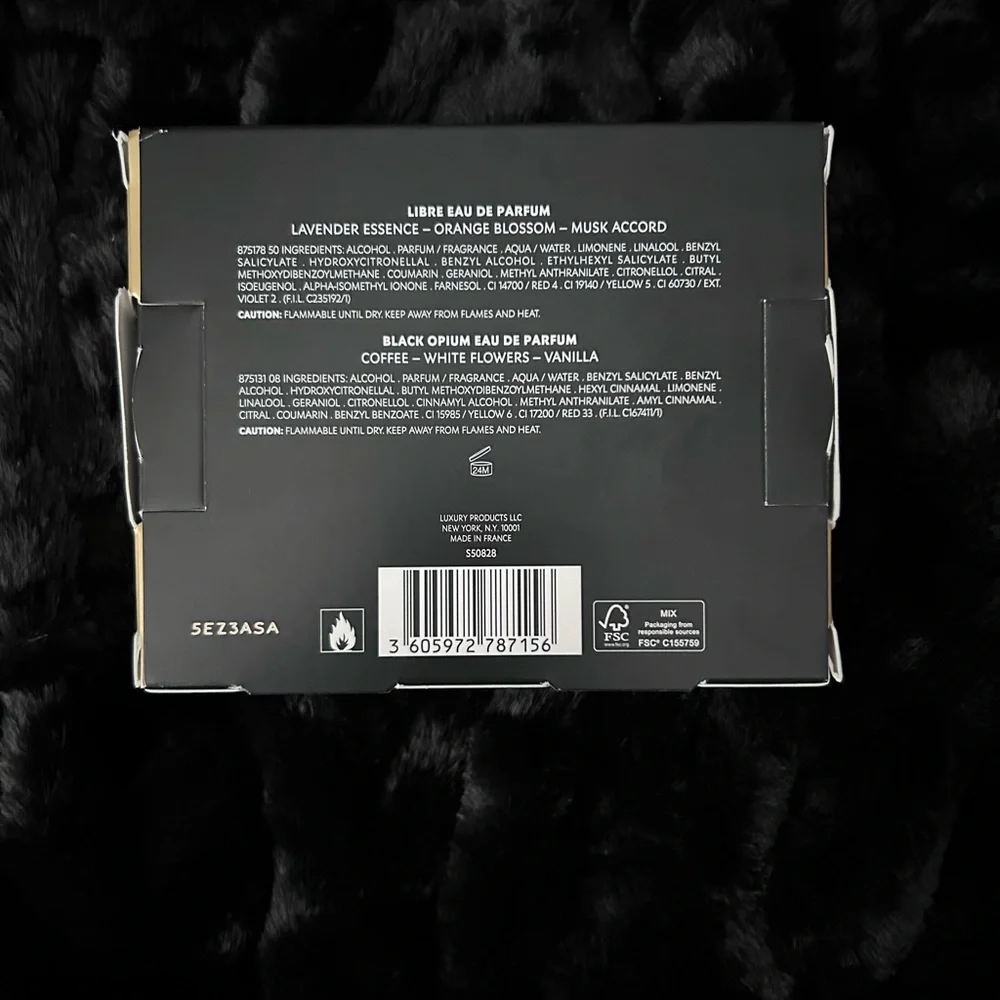 LIBRE EAU DE PARFUM
LAVENDER ESSENCE – ORANGE BLOSSOM – MUSK ACCORD
875178 50 INGREDIENTS: ALCOHOL . PARFUM / FRAGRANCE . AQUA / WATER . LIMONENE . LINALOOL . BENZYL
SALICYLATE . HYDROXYCITRONELLAL . BENZYL ALCOHOL . ETHYLHEXYL SALICYLATE . BUTYL
METHOXYDIBENZOYLMETHANE . COUMARIN . GERANIOL . METHYL ANTHRANILATE . CITRONELLOL . CITRAL .
ISOEUGENOL . ALPHA-ISOMETHYL IONONE . FARNESOL . CI 14700 / RED 4 . CI 19140 / YELLOW 5 . CI 60730 / EXT.
VIOLET 2 . (F.I.L. C235192/1)
CAUTION: FLAMMABLE UNTIL DRY. KEEP AWAY FROM FLAMES AND HEAT.
BLACK OPIUM EAU DE PARFUM
COFFEE – WHITE FLOWERS – VANILLA
875131 08 INGREDIENTS: ALCOHOL . PARFUM / FRAGRANCE . AQUA / WATER . BENZYL SALICYLATE . BENZYL
ALCOHOL . HYDROXYCITRONELLAL . BUTYL METHOXYDIBENZOYLMETHANE . HEXYL CINNAMAL . LIMONENE .
LINALOOL . GERANIOL . CITRONELLOL . CINNAMYL ALCOHOL . METHYL ANTHRANILATE . AMYL CINNAMAL .
CITRAL . COUMARIN . BENZYL BENZOATE . CI 15985 / YELLOW 6 . CI 17200 / RED 33 . (F.I.L. C167411/1)
CAUTION: FLAMMABLE UNTIL DRY. KEEP AWAY FROM FLAMES AND HEAT.
24M
LUXURY PRODUCTS LLC
NEW YORK, N.Y. 10001
MADE IN FRANCE
S50828
5EZ3ASA
3 605972 787156
FSC
www.fsc.org
MIX
Packaging from
responsible sources
FSC® C155759